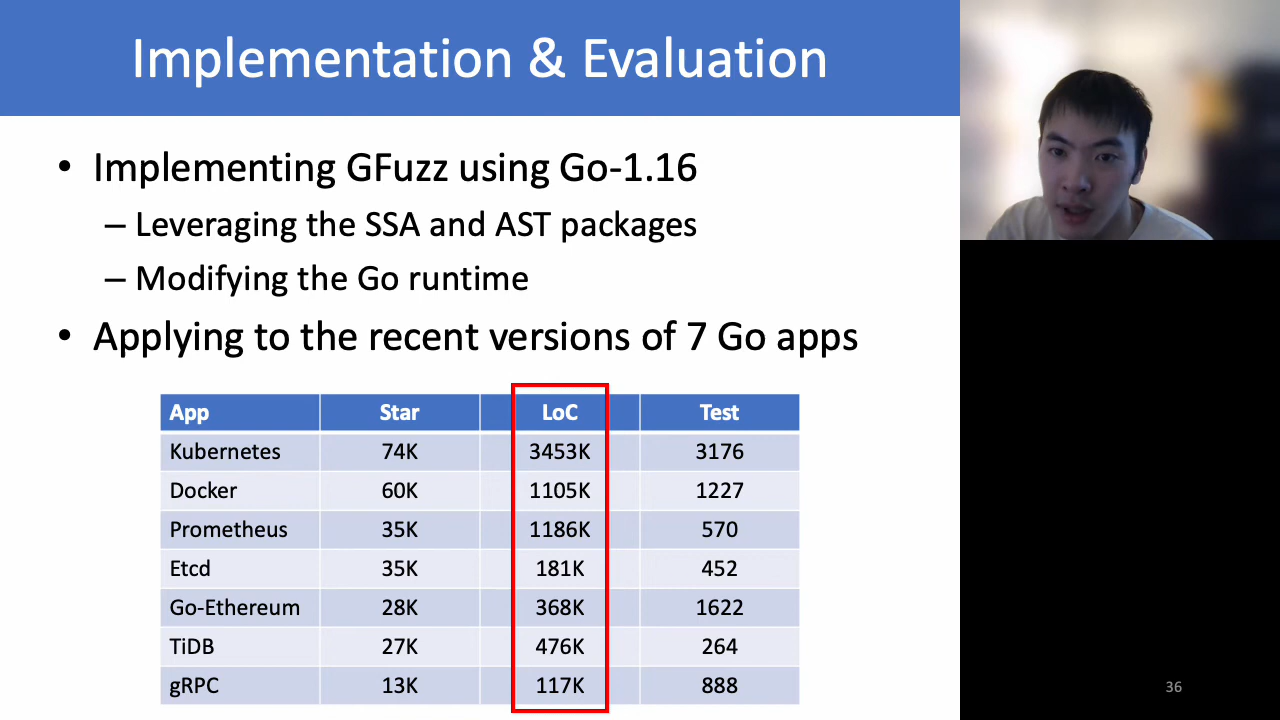 Implementation & Evaluation
• Implementing GFuzz using Go-1.16
– Leveraging the SSA and AST packages
– Modifying the Go runtime
• Applying to the recent versions of 7 Go apps
App Star LoC Test
Kubernetes 74K 3453K 3176
Docker 60K 1105K 1227
Prometheus 35K 1186K 570
Etcd 35K 181K 452
Go-Ethereum 28K 368K 1622
TiDB 27K 476K 264
gRPC 13K 117K 888
36